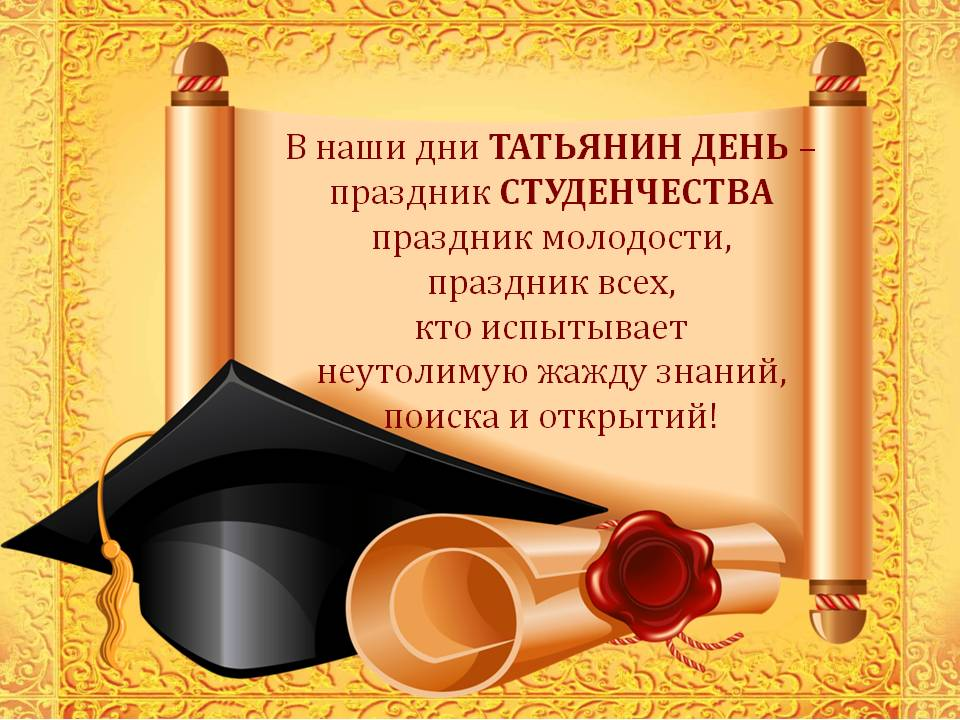 В наши дни ТАТЬЯНИН ДЕНЬ –
праздник СТУДЕНЧЕСТВА
праздник молодости,
праздник всех,
кто испытывает
неутолимую жажду знаний,
поиска и открытий!